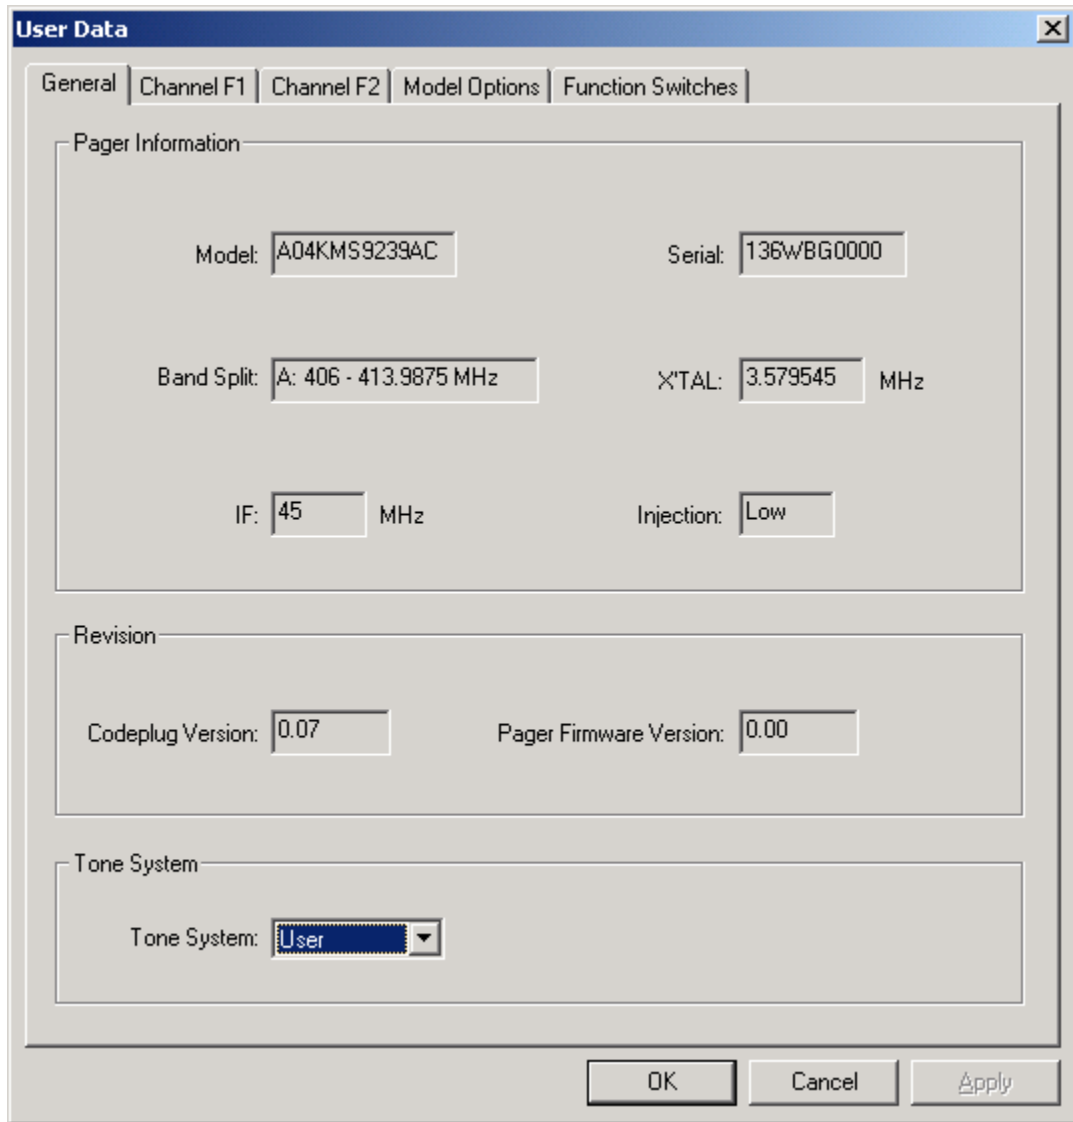 User Data
General Channel F1 Channel F2 Model Options Function Switches
Pager Information
Model: A04KMS9239AC Serial: 136WBG0000
Band Split: A: 406 - 413.9875 MHz X'TAL: 3.579545 MHz
IF: 45 MHz Injection: Low
Revision
Codeplug Version: 0.07 Pager Firmware Version: 0.00
Tone System
Tone System: User
OK Cancel Apply